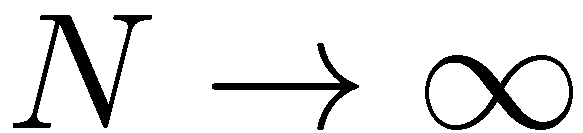 N → ∞